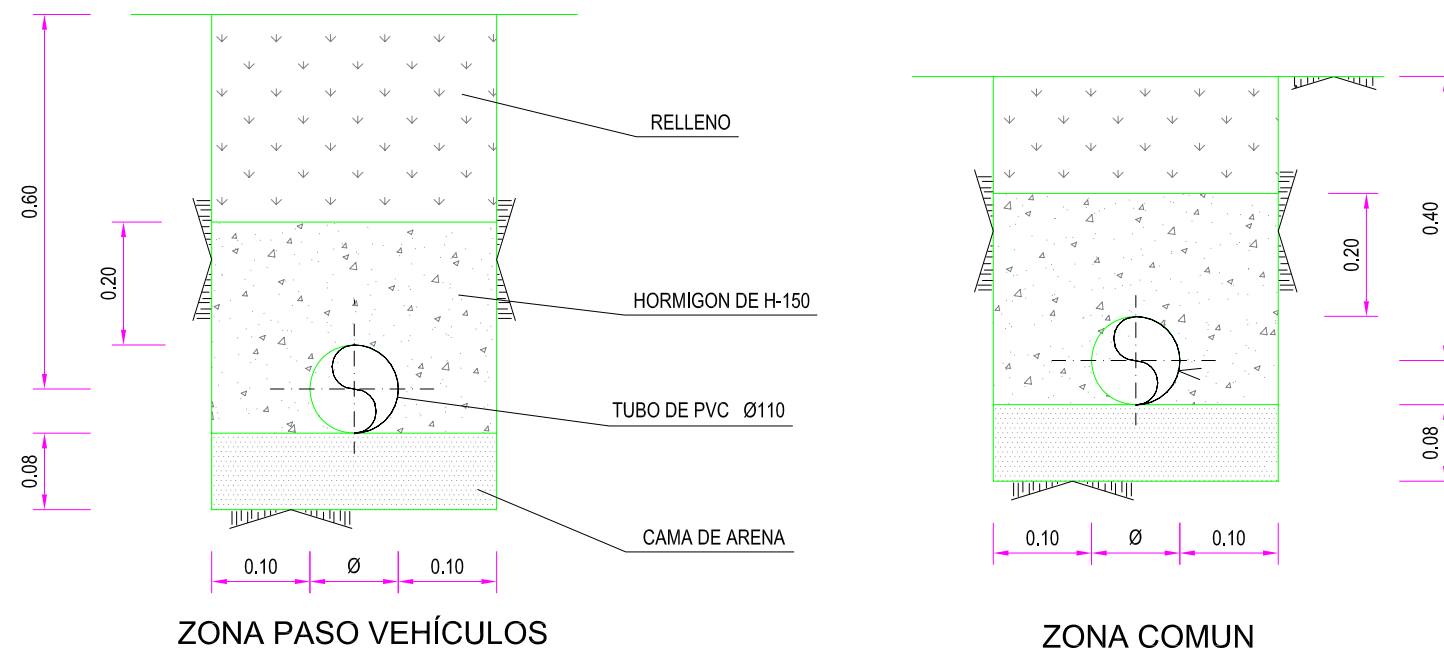 0.60
0.20
0.08
RELLENO
HORMIGON DE H-150
TUBO DE PVC Ø110
CAMA DE ARENA
0.10 Ø 0.10
ZONA PASO VEHÍCULOS
0.40
0.20
0.08
0.10 Ø 0.10
ZONA COMUN